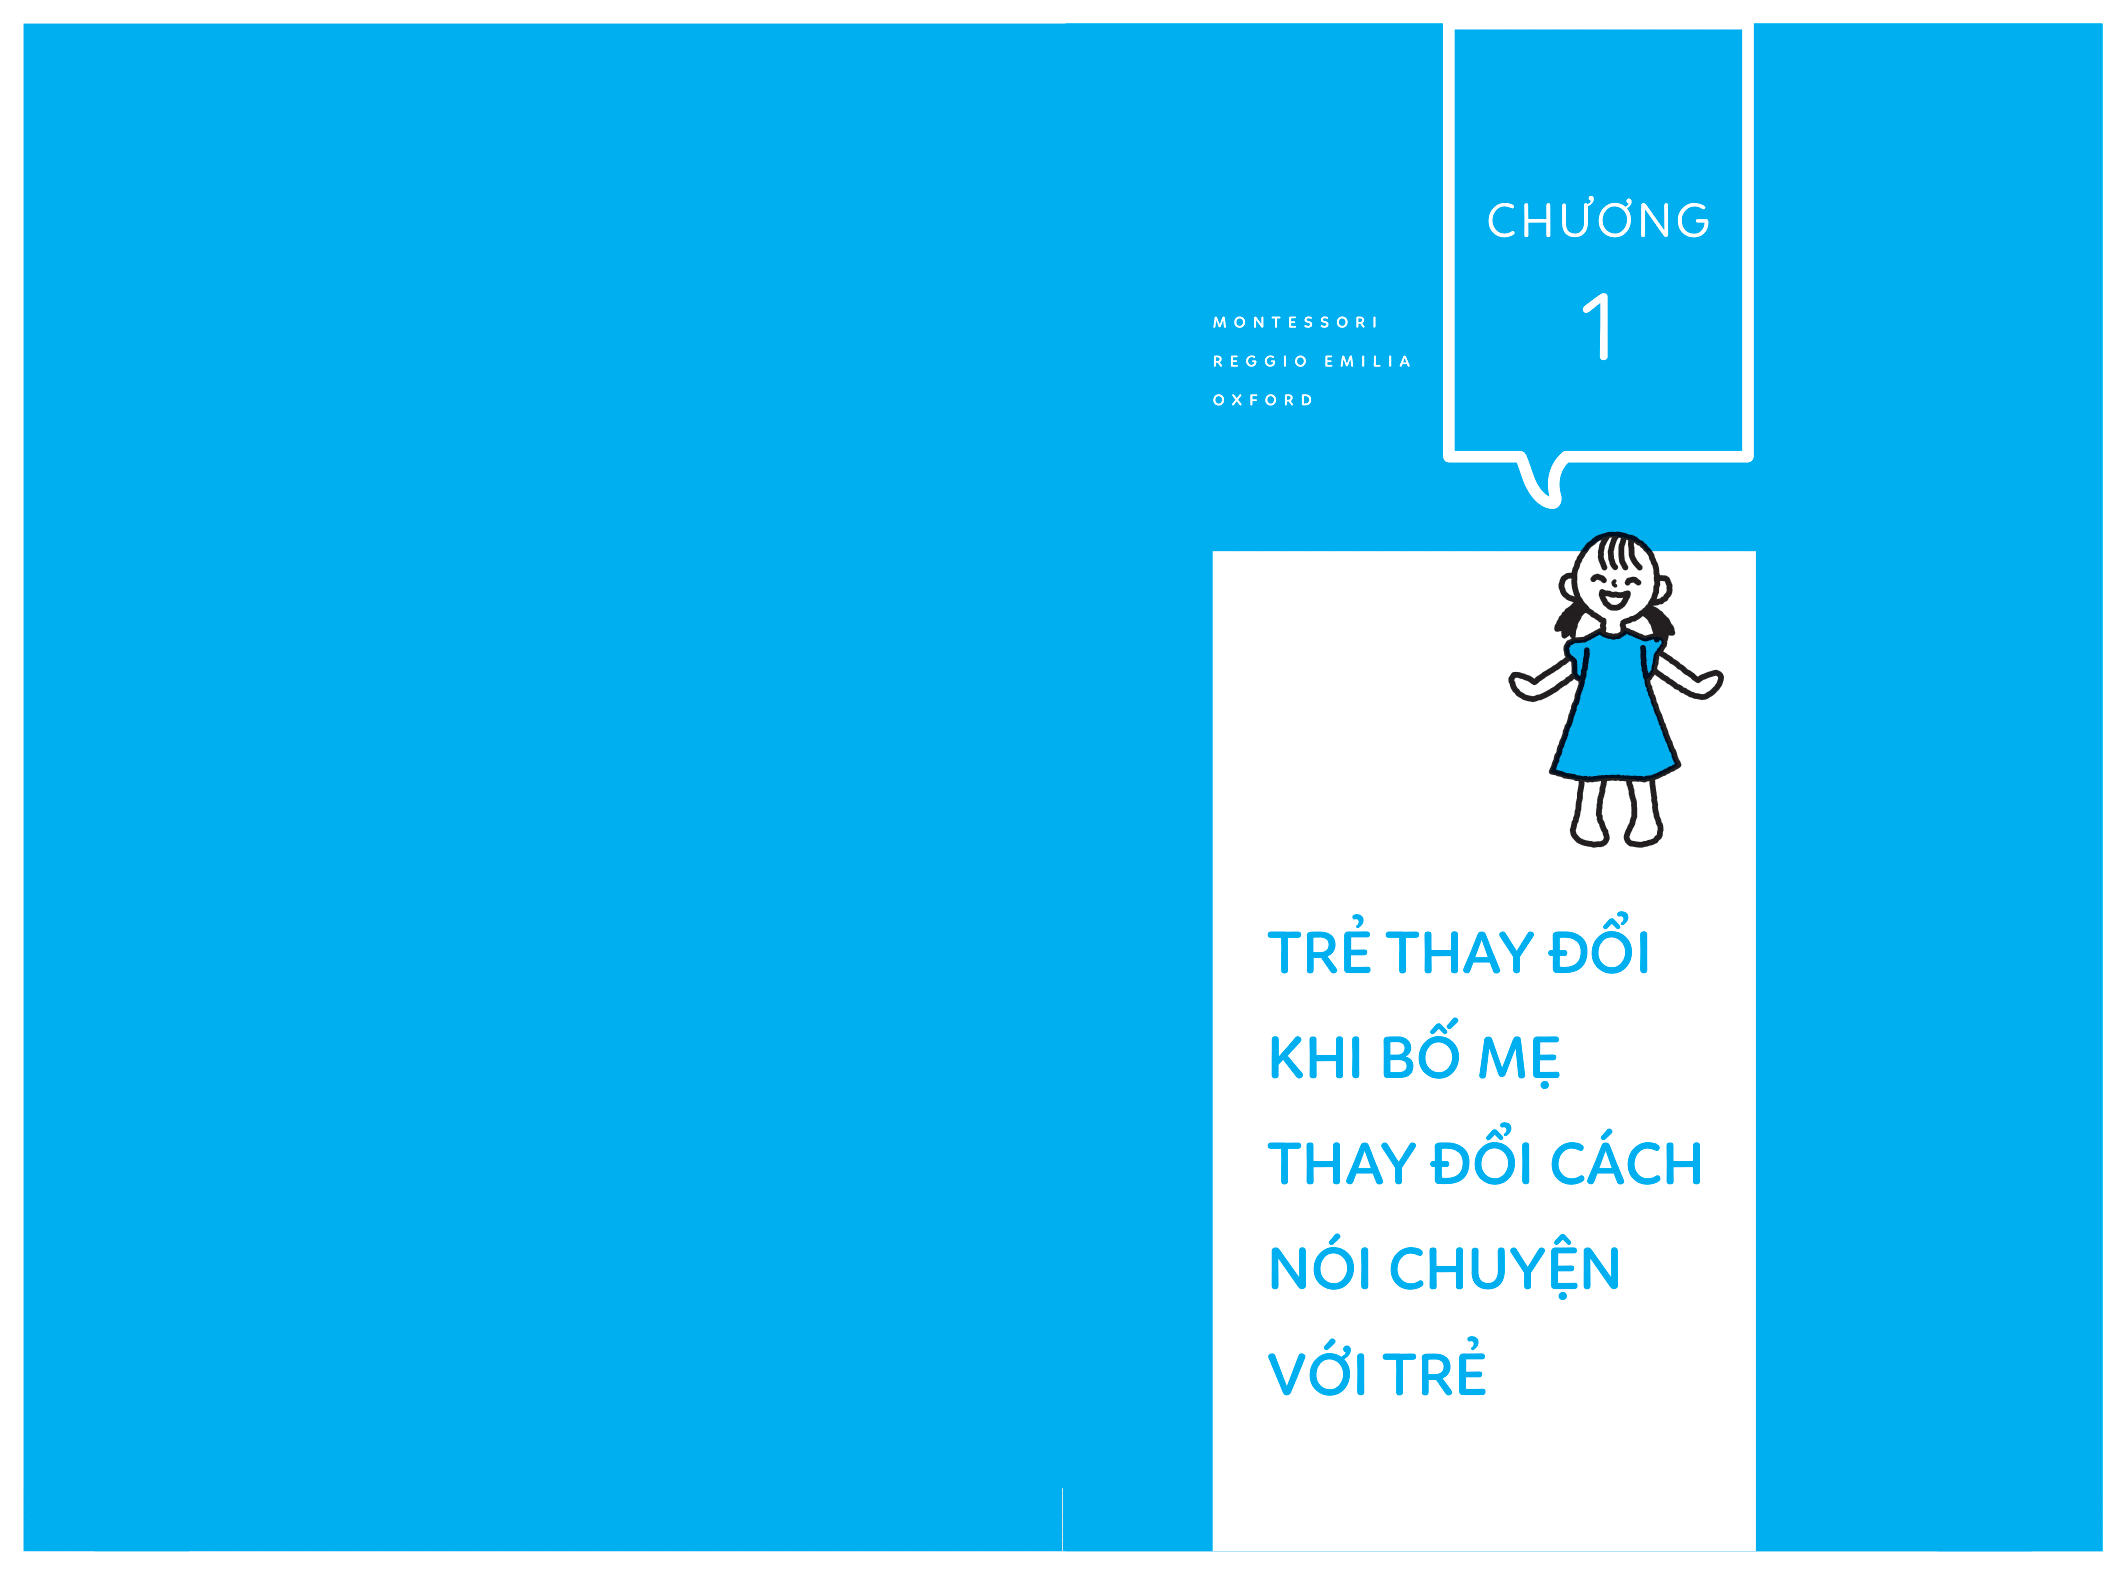 CHƯƠNG
1
MONTESSORI
REGGIO EMILIA
OXFORD
TRẺ THAY ĐỔI
KHI BỐ MẸ
THAY ĐỔI CÁCH
NÓI CHUYỆN
VỚI TRẺ